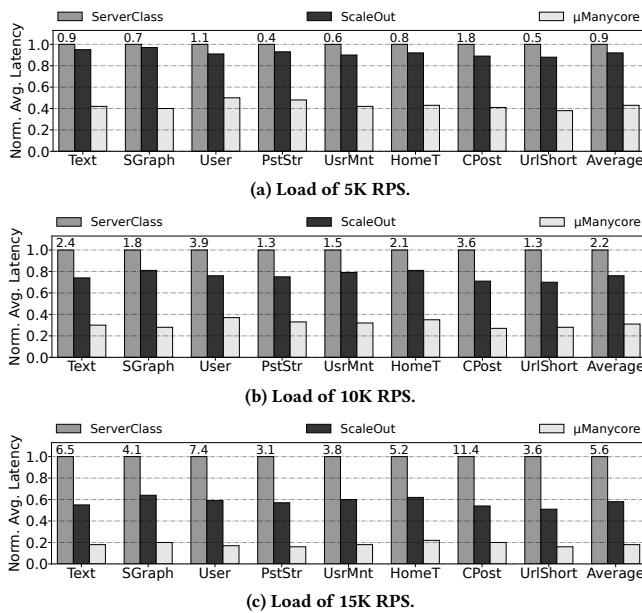 ServerClass ScaleOut µManycore
0.9 0.7 1.1 0.4 0.6 0.8 1.8 0.5 0.9
Norm. Avg. Latency
1.0
0.8
0.6
0.4
0.2
0.0
Text SGraph User PstStr UsrMnt HomeT CPost UrlShort Average
(a) Load of 5K RPS.
ServerClass ScaleOut µManycore
2.4 1.8 3.9 1.3 1.5 2.1 3.6 1.3 2.2
Norm. Avg. Latency
1.0
0.8
0.6
0.4
0.2
0.0
Text SGraph User PstStr UsrMnt HomeT CPost UrlShort Average
(b) Load of 10K RPS.
ServerClass ScaleOut µManycore
6.5 4.1 7.4 3.1 3.8 5.2 11.4 3.6 5.6
Norm. Avg. Latency
1.0
0.8
0.6
0.4
0.2
0.0
Text SGraph User PstStr UsrMnt HomeT CPost UrlShort Average
(c) Load of 15K RPS.